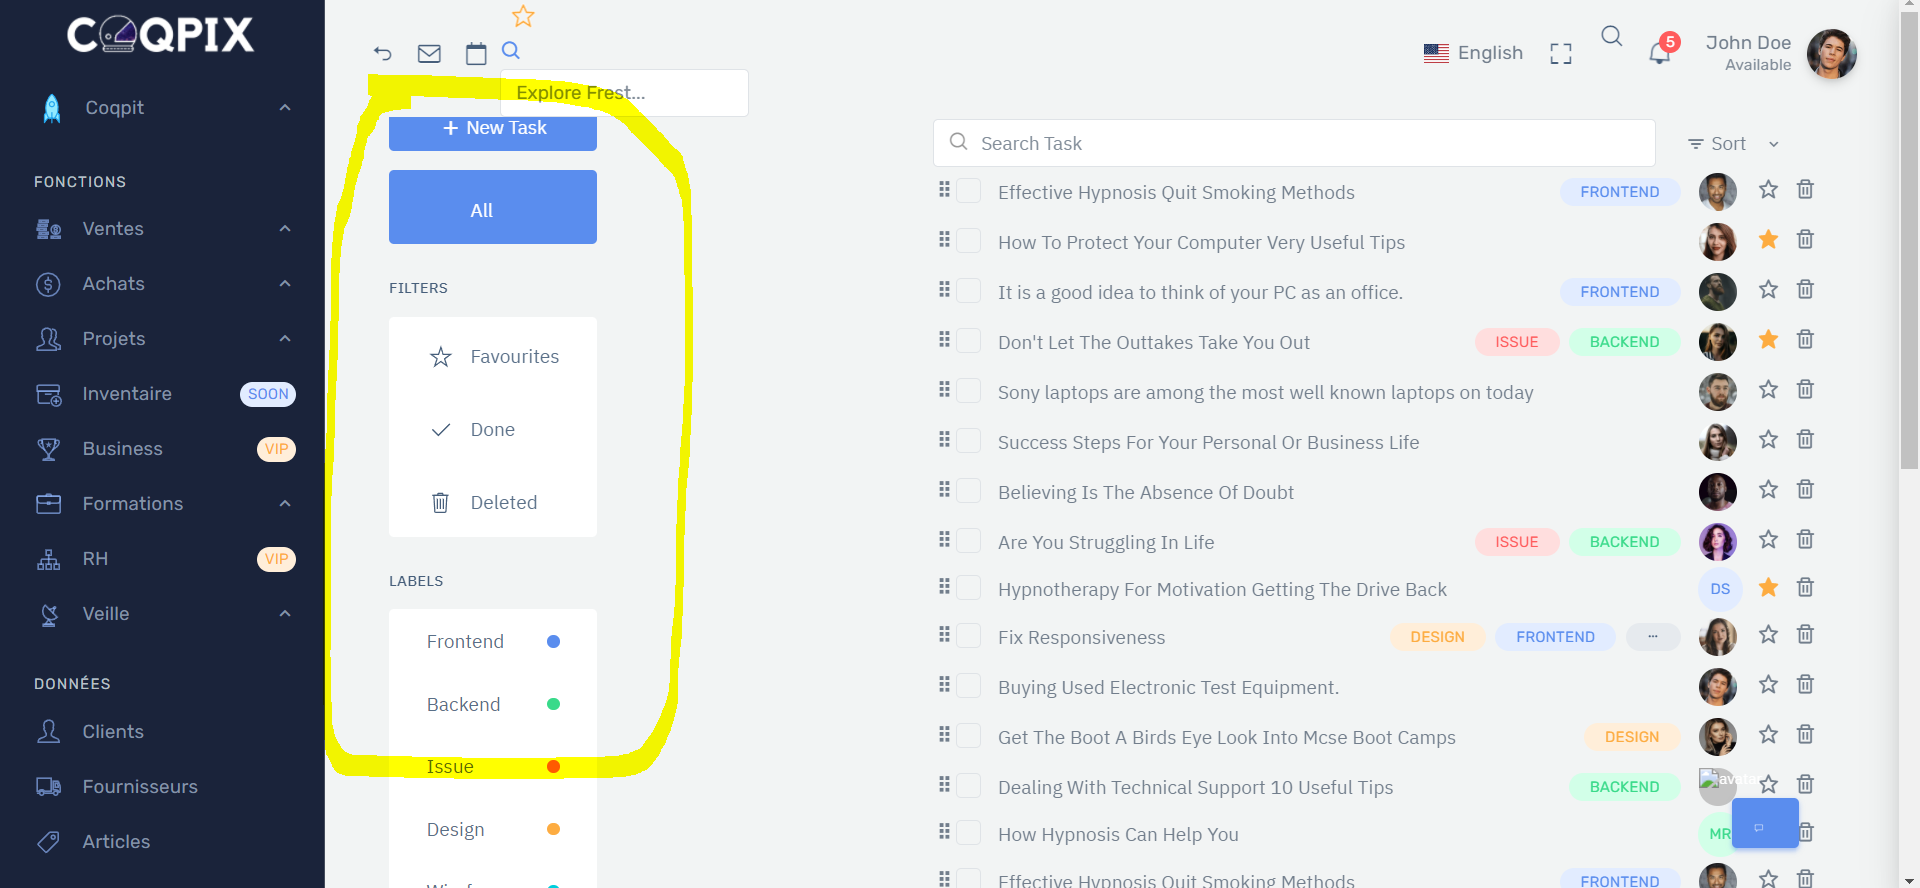 COQPIX
Coqpit
FONCTIONS
Ventes
Achats
Projets
Inventaire SOON
Business VIP
Formations
RH VIP
Veille
DONNÉES
Clients
Fournisseurs
Articles
Explore Frest...
English
5
John Doe
Available
+ New Task
All
FILTERS
Favourites
Done
Deleted
LABELS
Frontend
Backend
Issue
Design
Search Task
Sort
Effective Hypnosis Quit Smoking Methods FRONTEND
How To Protect Your Computer Very Useful Tips
It is a good idea to think of your PC as an office. FRONTEND
Don't Let The Outtakes Take You Out ISSUE BACKEND
Sony laptops are among the most well known laptops on today
Success Steps For Your Personal Or Business Life
Believing Is The Absence Of Doubt
Are You Struggling In Life ISSUE BACKEND
Hypnotherapy For Motivation Getting The Drive Back DS
Fix Responsiveness DESIGN FRONTEND ...
Buying Used Electronic Test Equipment.
Get The Boot A Birds Eye Look Into Mcse Boot Camps DESIGN
Dealing With Technical Support 10 Useful Tips BACKEND
How Hypnosis Can Help You MR
Effective Hypnosis Quit Smoking Methods FRONTEND